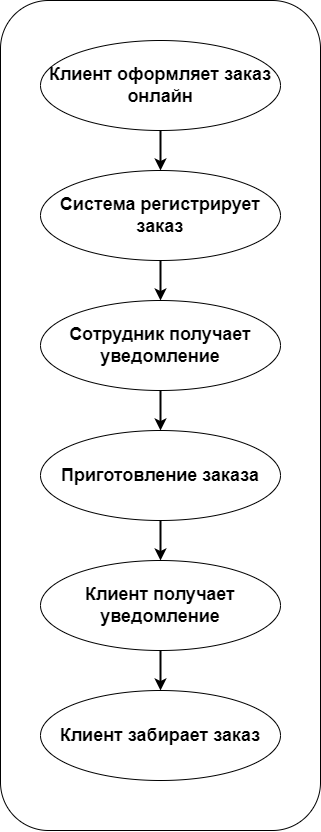 Клиент оформляет заказ
онлайн
Система регистрирует
заказ
Сотрудник получает
уведомление
Приготовление заказа
Клиент получает
уведомление
Клиент забирает заказ